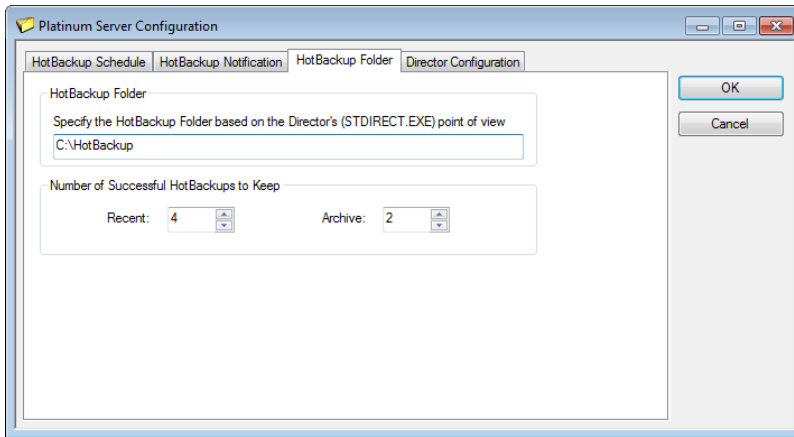 Platinum Server Configuration
HotBackup Schedule HotBackup Notification HotBackup Folder Director Configuration
OK
Cancel
HotBackup Folder
Specify the HotBackup Folder based on the Director's (STDIRECT.EXE) point of view
C:\HotBackup
Number of Successful HotBackups to Keep
Recent: 4 Archive: 2